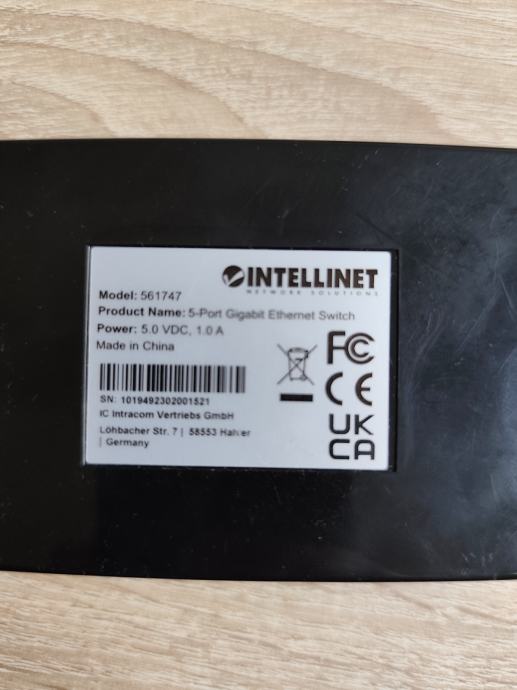 INTELLINET
NETWORK SOLUTIONS
Model: 561747
Product Name: 5-Port Gigabit Ethernet Switch
Power: 5.0 VDC, 1.0 A
Made in China
FC
CE
SN: 1019492302001521
IC Intracom Vertriebs GmbH
UK
CA
Löhbacher Str. 7 | 58553 Halver
| Germany